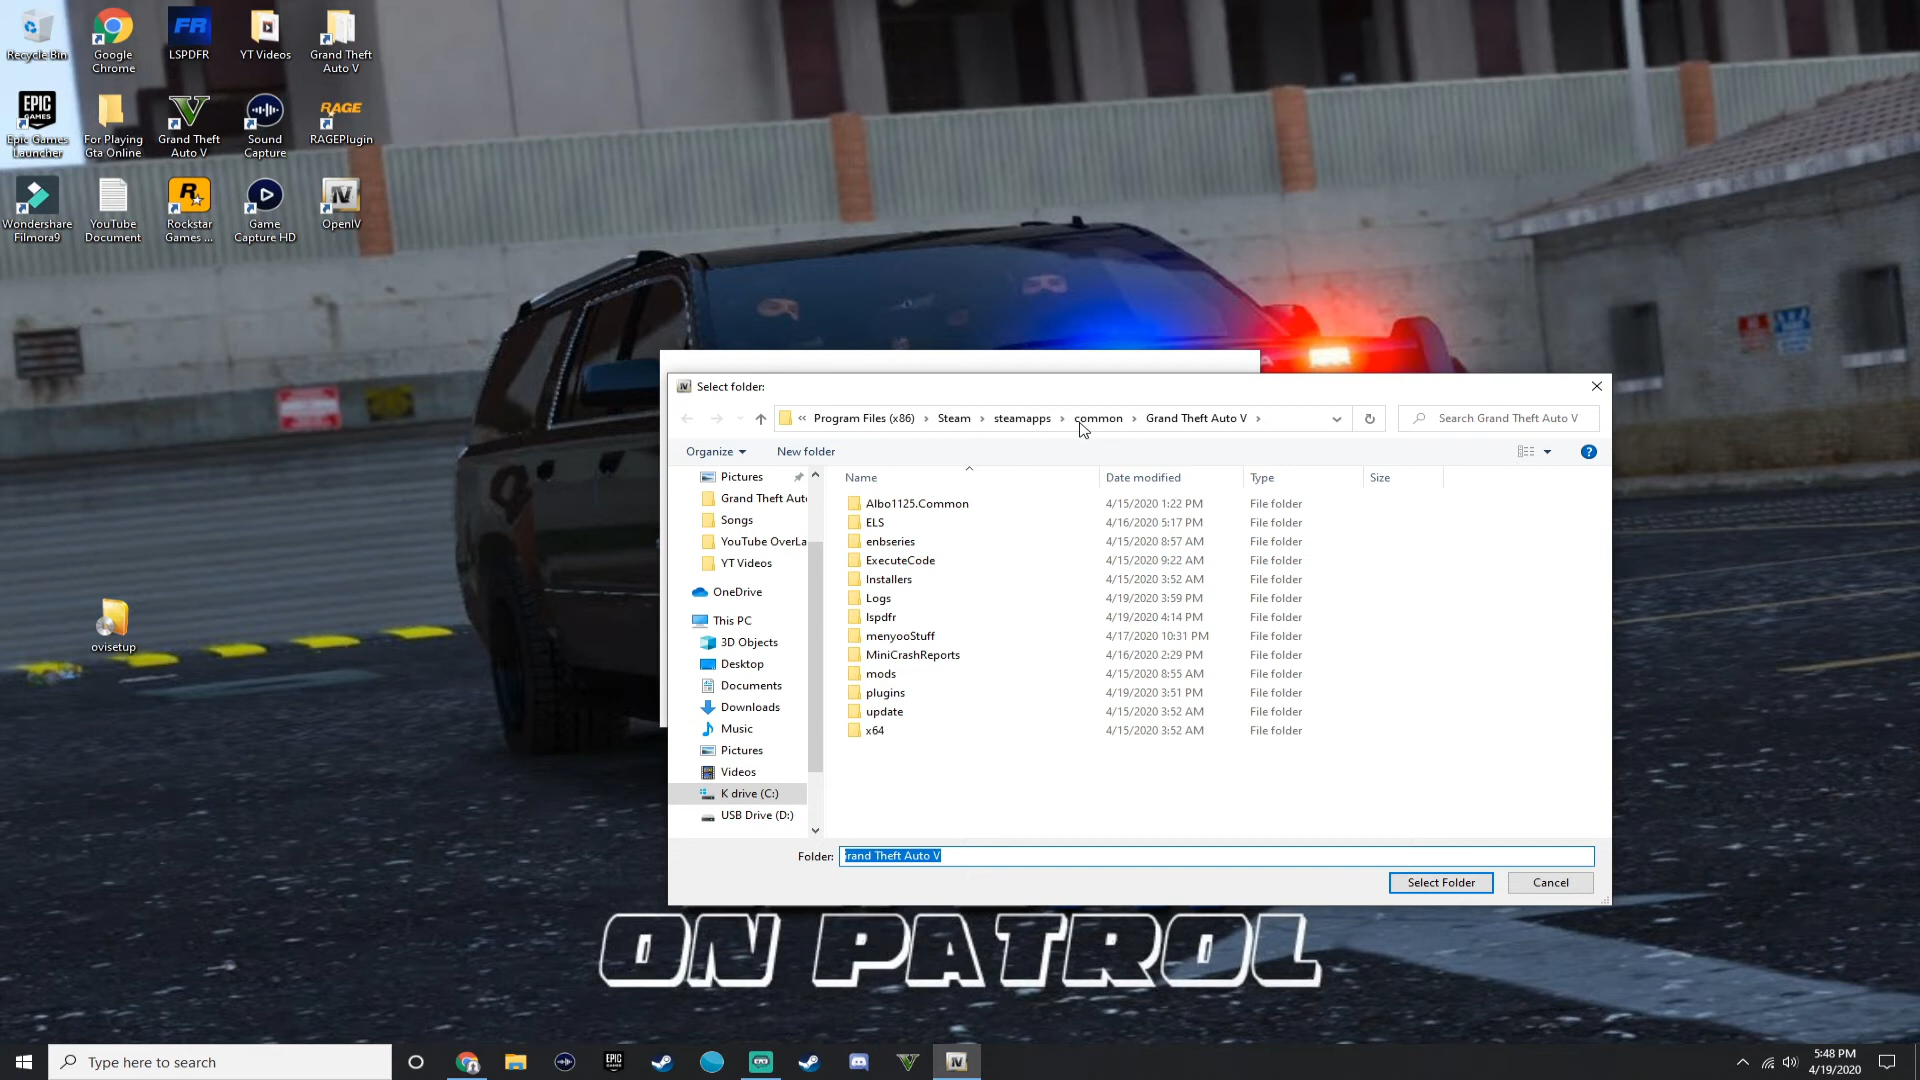 Recycle Bin
Google
Chrome
LSPDFR
YT Videos
Grand Theft
Auto V
Epic Games
Launcher
For Playing
Gta Online
Grand Theft
Auto V
Sound
Capture
RAGEPlugin
Wondershare
Filmora9
YouTube
Document
Rockstar
Games ...
Game
Capture HD
OpenIV
ovisetup
FR
EPIC
GAMES
RAGE
Select folder:
« Program Files (x86) › Steam › steamapps › common › Grand Theft Auto V ›
Search Grand Theft Auto V
Organize
New folder
Pictures
Grand Theft Auto
Songs
YouTube OverLa
YT Videos
OneDrive
This PC
3D Objects
Desktop
Documents
Downloads
Music
Pictures
Videos
K drive (C:)
USB Drive (D:)
Name Date modified Type Size
Albo1125.Common 4/15/2020 1:22 PM File folder
ELS 4/16/2020 5:17 PM File folder
enbseries 4/15/2020 8:57 AM File folder
ExecuteCode 4/15/2020 9:22 AM File folder
Installers 4/15/2020 3:52 AM File folder
Logs 4/19/2020 3:59 PM File folder
lspdfr 4/19/2020 4:14 PM File folder
menyooStuff 4/17/2020 10:31 PM File folder
MiniCrashReports 4/16/2020 2:29 PM File folder
mods 4/15/2020 8:55 AM File folder
plugins 4/19/2020 3:51 PM File folder
update 4/15/2020 3:52 AM File folder
x64 4/15/2020 3:52 AM File folder
Folder: Grand Theft Auto V
Select Folder
Cancel
ON PATROL
Type here to search
EPIC
5:48 PM
4/19/2020